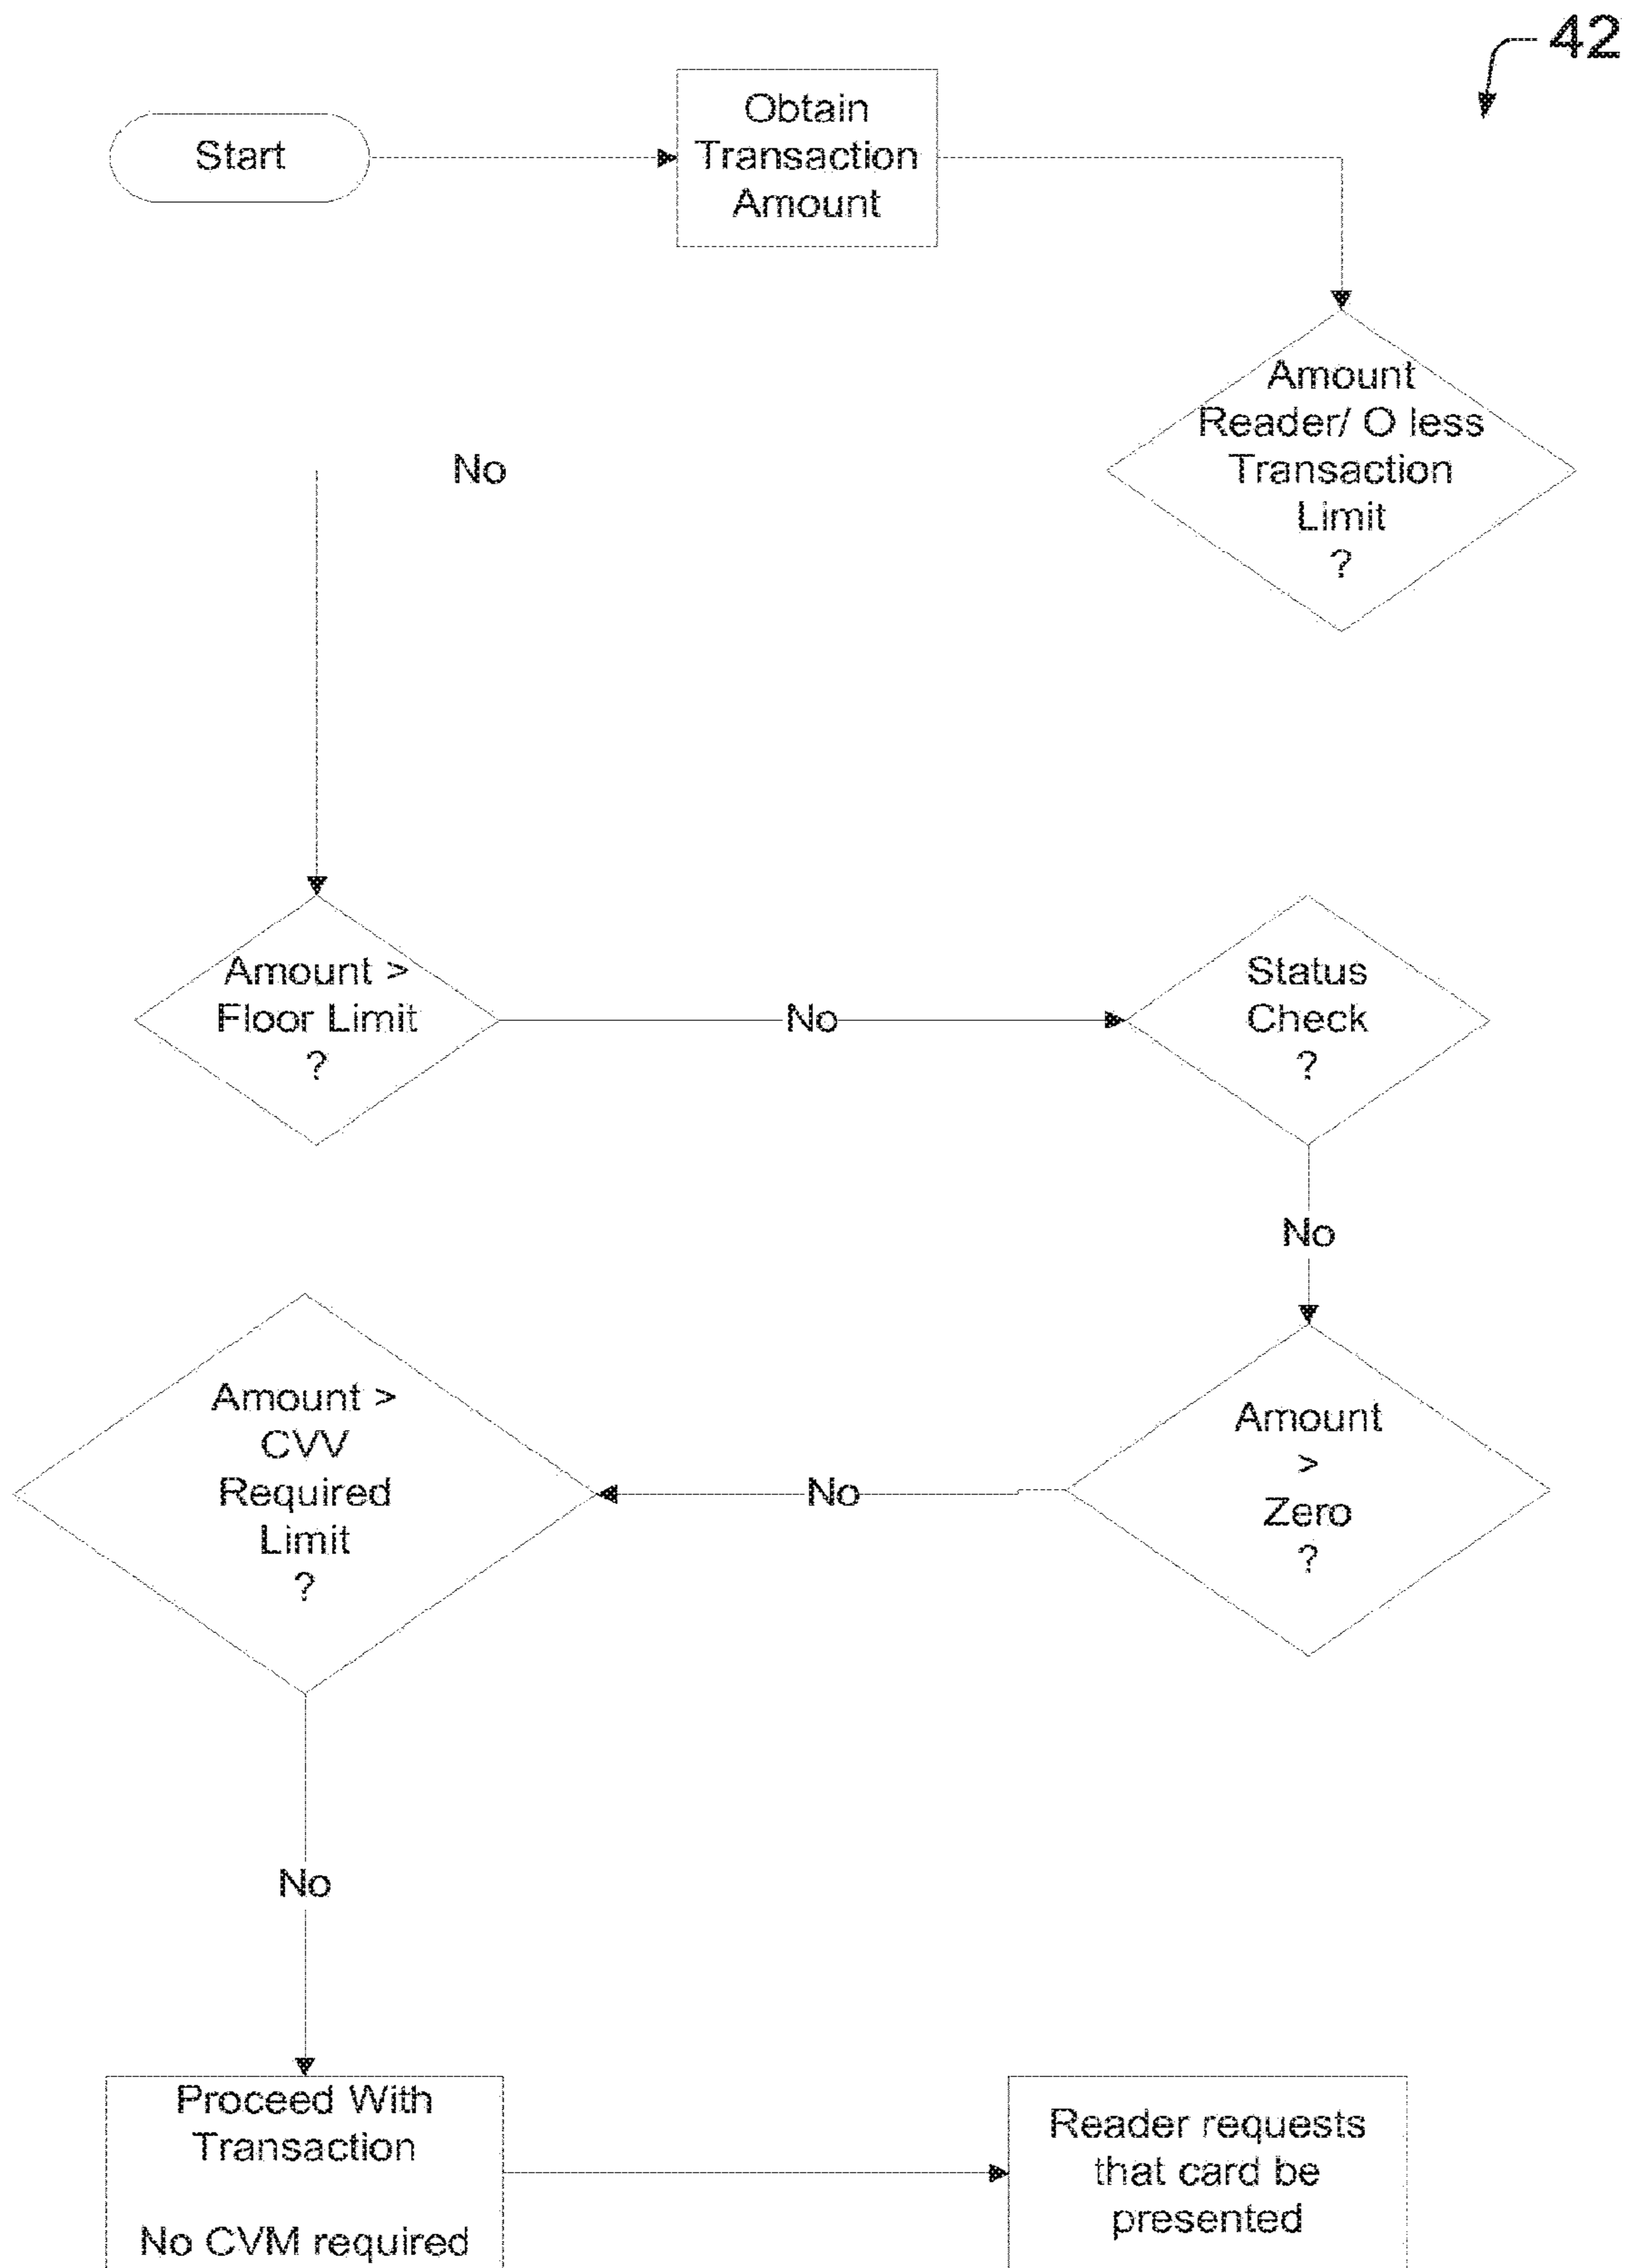 42
Start
Obtain
Transaction
Amount
Amount
Reader/ O less
Transaction
Limit
?
No
Amount >
Floor Limit
?
No
Status
Check
?
No
Amount >
CVV
Required
Limit
?
No
Amount
>
Zero
?
No
Proceed With
Transaction
No CVM required
Reader requests
that card be
presented